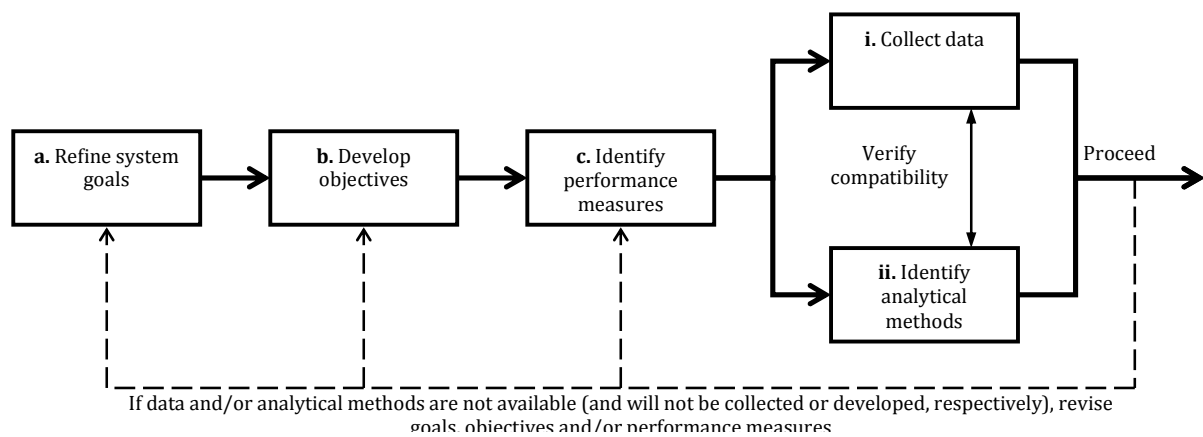 i. Collect data
a. Refine system
goals
b. Develop
objectives
c. Identify
performance
measures
Verify
compatibility
Proceed
ii. Identify
analytical
methods
If data and/or analytical methods are not available (and will not be collected or developed, respectively), revise
goals, objectives and/or performance measures